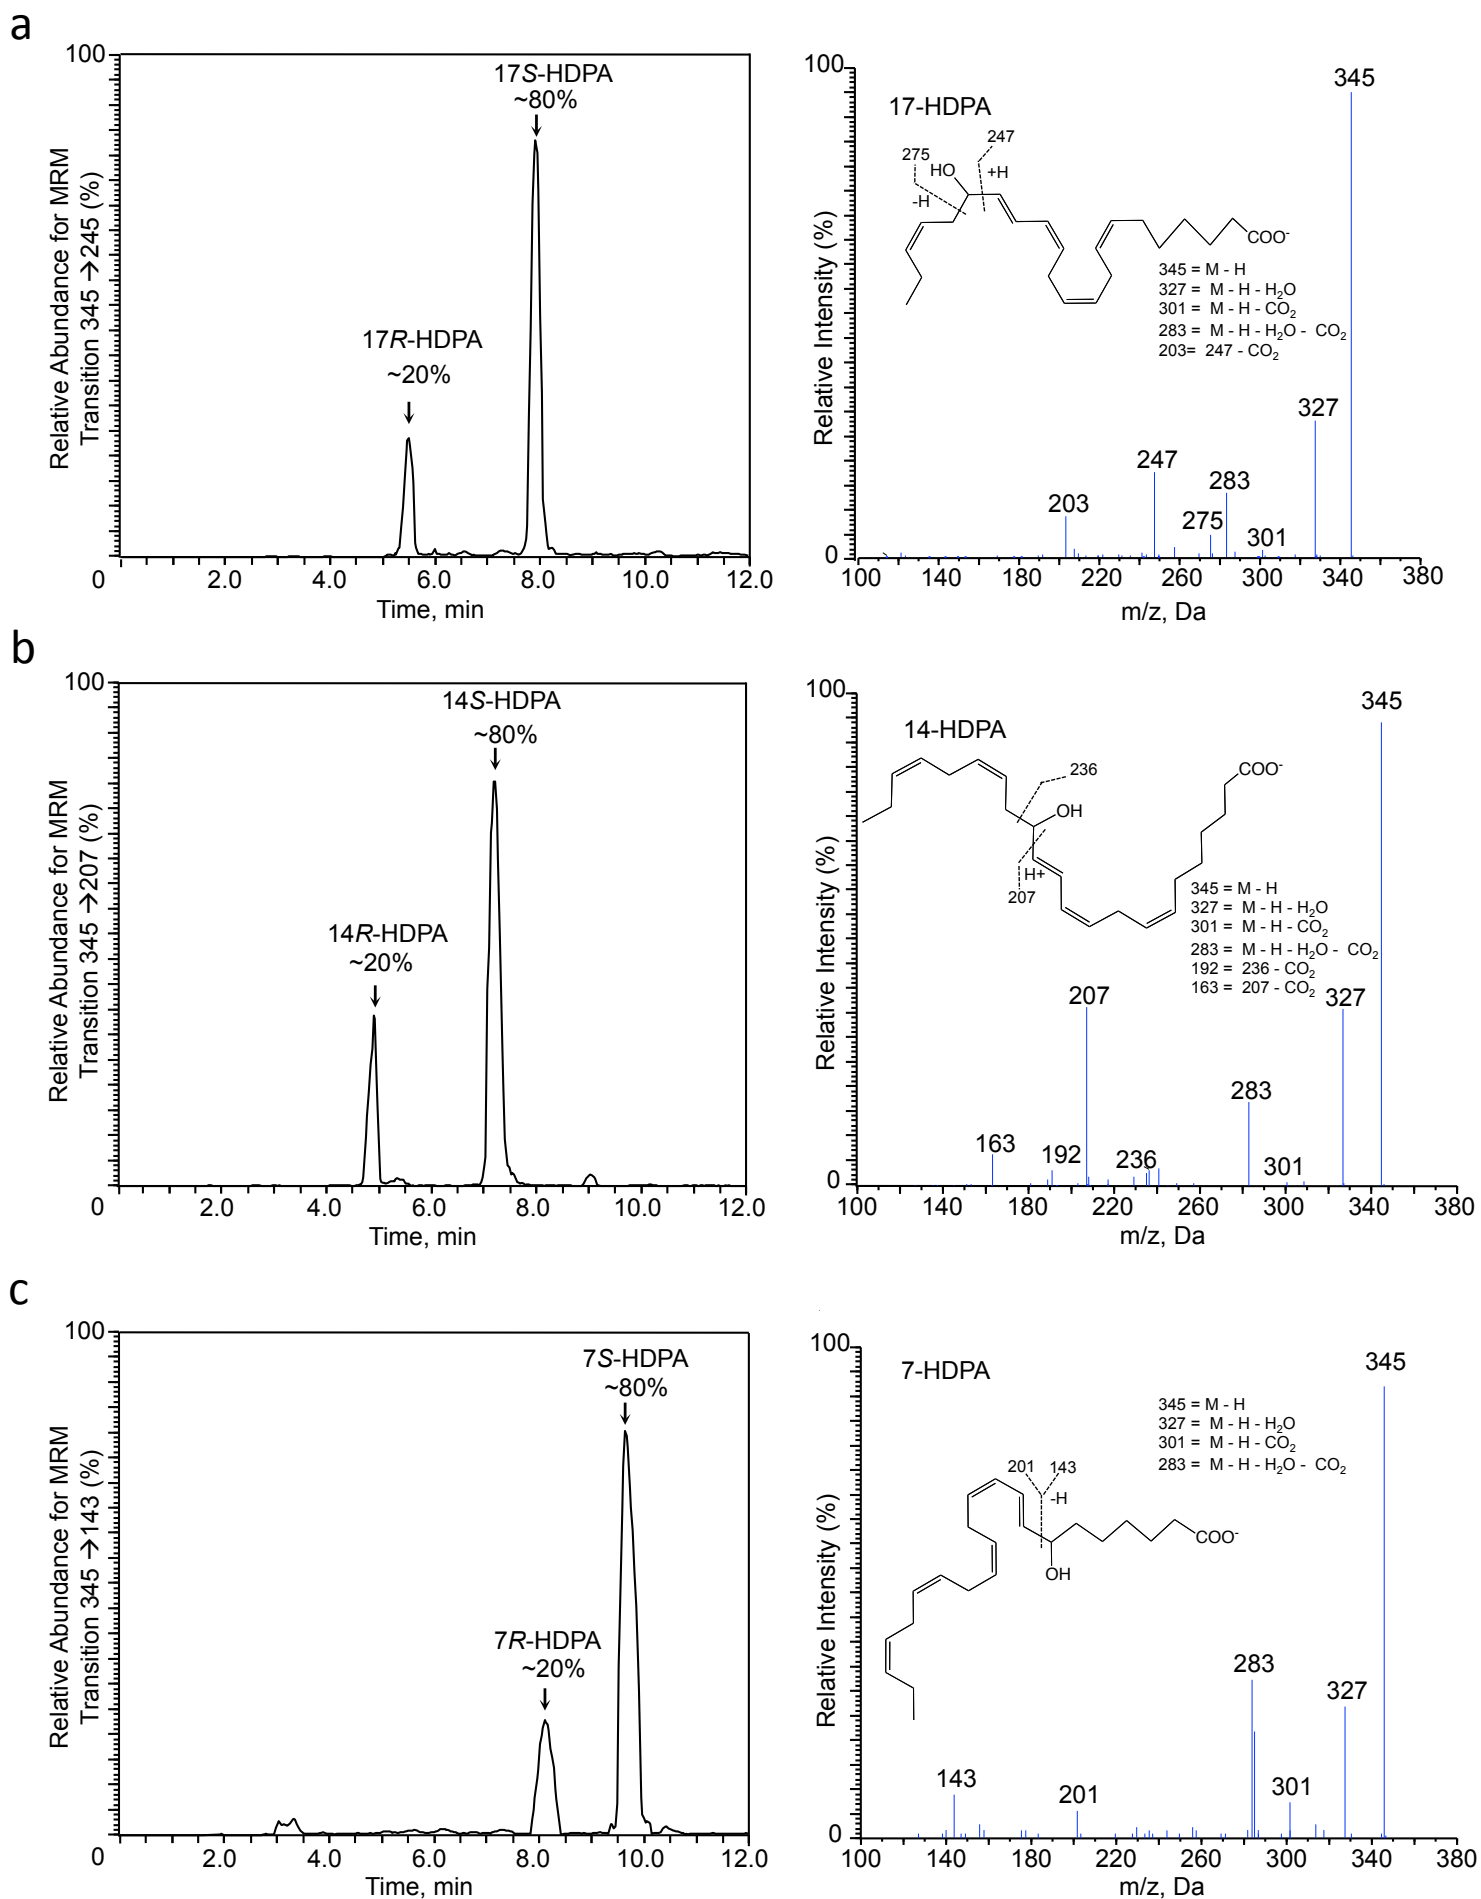 a
100
Relative Abundance for MRM
Transition 345 →245 (%)
17S-HDPA
~80%
17R-HDPA
~20%
0 2.0 4.0 6.0 8.0 10.0 12.0
Time, min
100
Relative Intensity (%)
17-HDPA
345
247
275
HO
+H
-H
COO-
345 = M - H
327 = M - H - H2O
301 = M - H - CO2
283 = M - H - H2O - CO2
203= 247 - CO2
327
247
283
203
275
301
0
100 140 180 220 260 300 340 380
m/z, Da
b
100
Relative Abundance for MRM
Transition 345 →207 (%)
14S-HDPA
~80%
14R-HDPA
~20%
0 2.0 4.0 6.0 8.0 10.0 12.0
Time, min
100
Relative Intensity (%)
14-HDPA
345
236
COO-
OH
H+
207
345 = M - H
327 = M - H - H2O
301 = M - H - CO2
283 = M - H - H2O - CO2
192 = 236 - CO2
163 = 207 - CO2
207
327
283
163
192
236
301
0
100 140 180 220 260 300 340 380
m/z, Da
c
100
Relative Abundance for MRM
Transition 345 →143 (%)
7S-HDPA
~80%
7R-HDPA
~20%
0 2.0 4.0 6.0 8.0 10.0 12.0
Time, min
100
Relative Intensity (%)
7-HDPA
345
345 = M - H
327 = M - H - H2O
301 = M - H - CO2
283 = M - H - H2O - CO2
201 143
-H
COO-
OH
283
327
143
201
301
0
100 140 180 220 260 300 340 380
m/z, Da